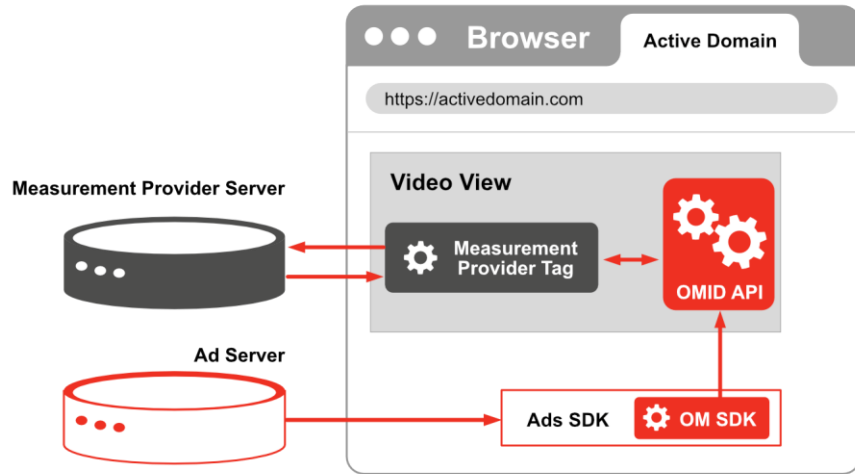 Browser
Active Domain
https://activedomain.com
Measurement Provider Server
Video View
Measurement
Provider Tag
OMID API
Ad Server
Ads SDK
OM SDK